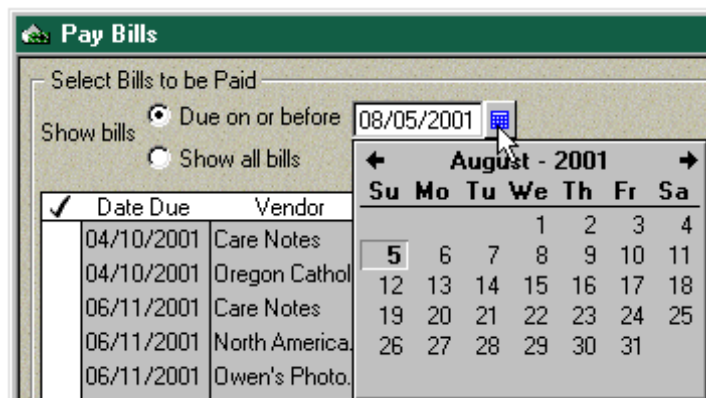 Pay Bills
Select Bills to be Paid
Show bills
Due on or before 08/05/2001
Show all bills
August - 2001
Su Mo Tu We Th Fr Sa
1 2 3 4
5 6 7 8 9 10 11
12 13 14 15 16 17 18
19 20 21 22 23 24 25
26 27 28 29 30 31
Date Due Vendor
04/10/2001 Care Notes
04/10/2001 Oregon Cathol
06/11/2001 Care Notes
06/11/2001 North America.
06/11/2001 Owen's Photo.